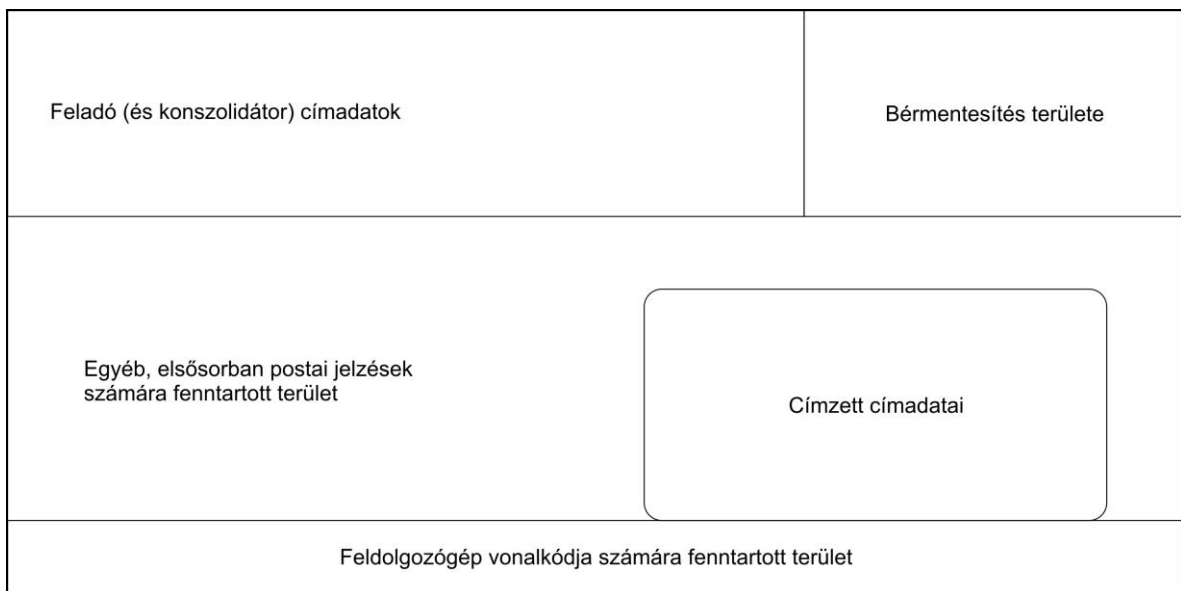 Feladó (és konszolidátor) címadatok
Bérmentesítés területe
Egyéb, elsősorban postai jelzések
számára fenntartott terület
Címzett címadatai
Feldolgozógép vonalkódja számára fenntartott terület